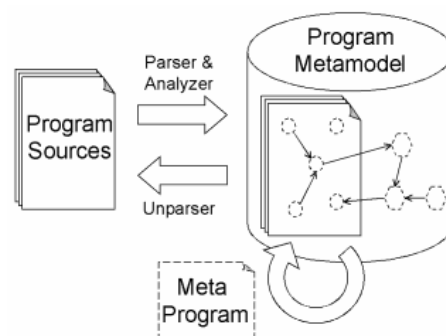 Parser &
Analyzer
Program
Metamodel
Program
Sources
Unparser
Meta
Program